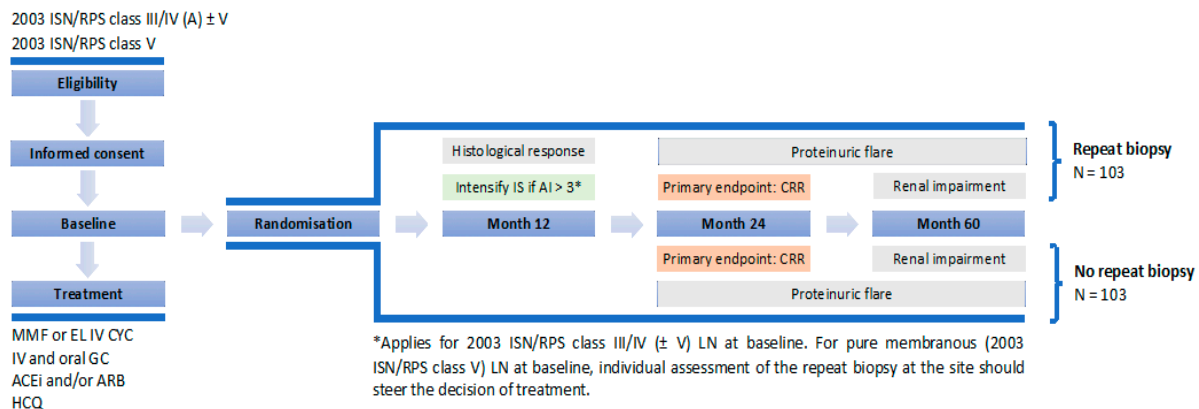 2003 ISN/RPS class III/IV (A) ± V
2003 ISN/RPS class V
Eligibility
Informed consent
Baseline
Treatment
MMF or EL IV CYC
IV and oral GC
ACEi and/or ARB
HCQ
Randomisation
Histological response
Intensify IS if AI > 3*
Month 12
Proteinuric flare
Primary endpoint: CRR
Renal impairment
Month 24
Month 60
Primary endpoint: CRR
Renal impairment
Proteinuric flare
Repeat biopsy
N = 103
No repeat biopsy
N = 103
*Applies for 2003 ISN/RPS class III/IV (± V) LN at baseline. For pure membranous (2003
ISN/RPS class V) LN at baseline, individual assessment of the repeat biopsy at the site should
steer the decision of treatment.